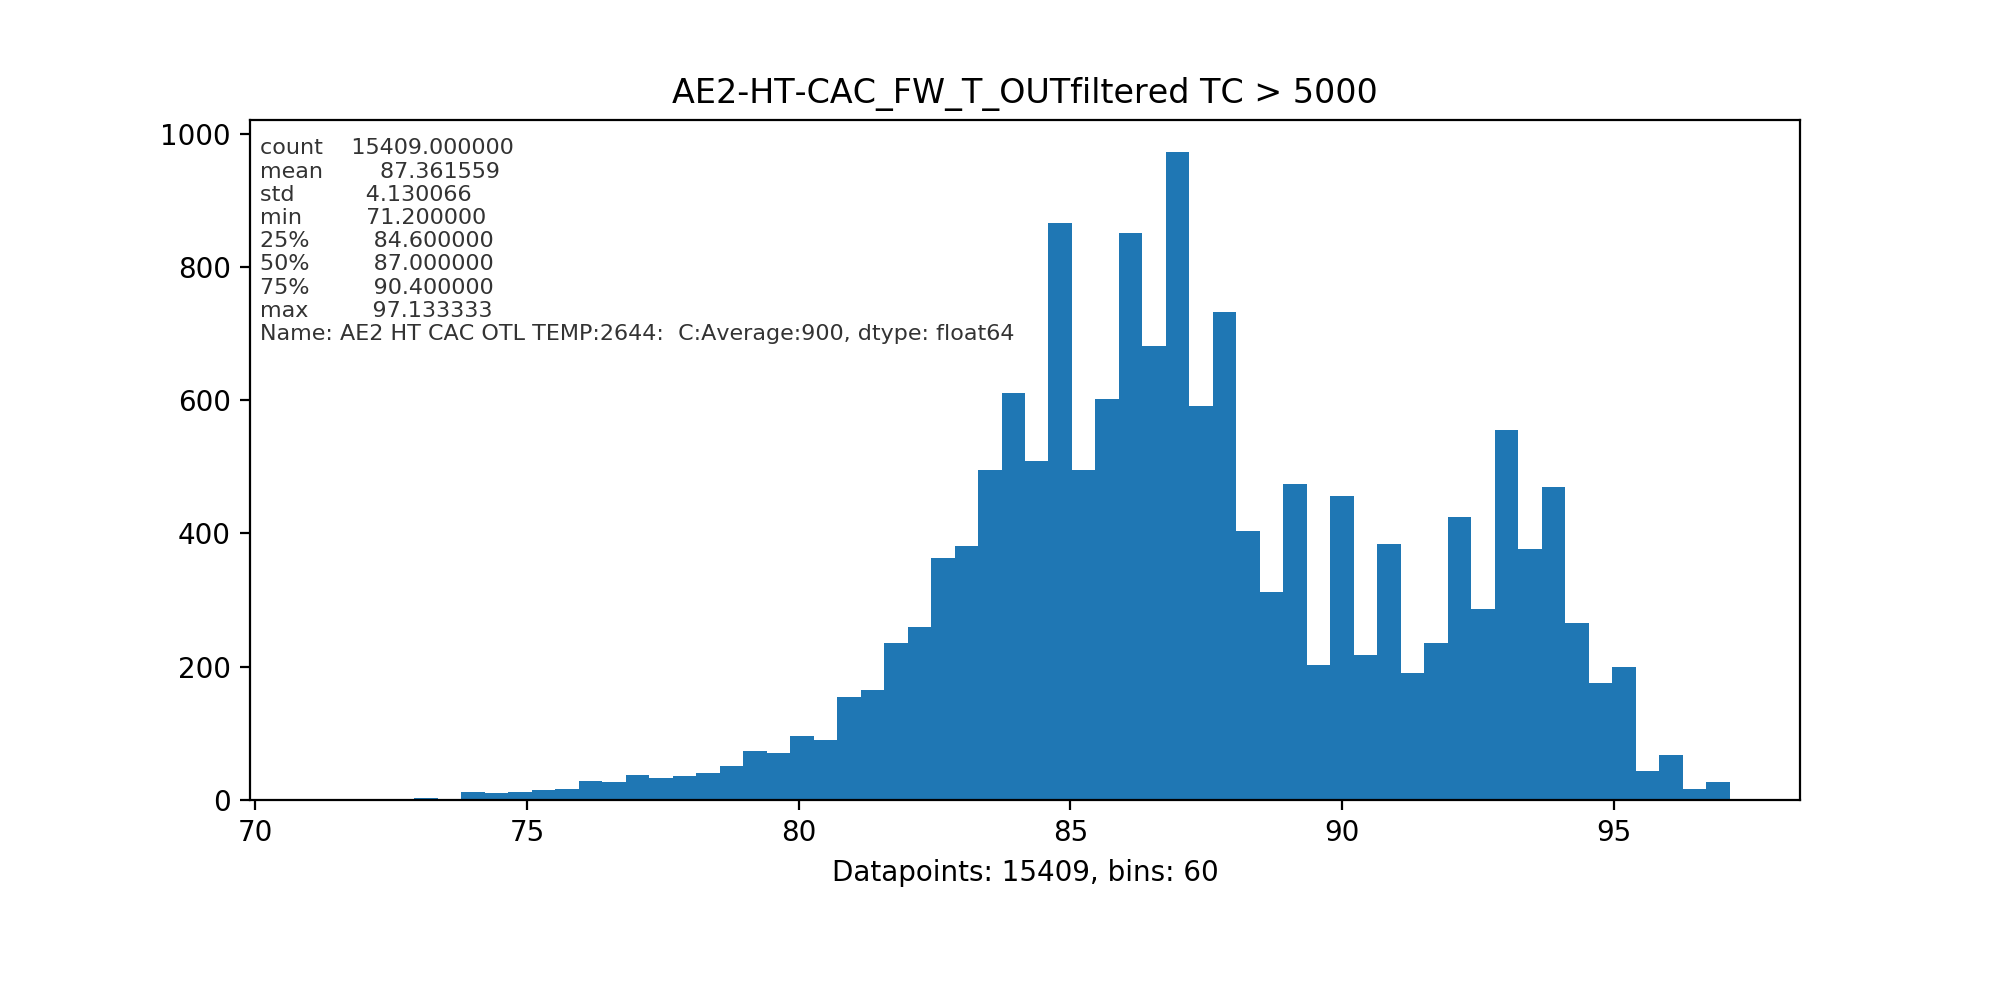 AE2-HT-CAC_FW_T_OUTfiltered TC > 5000
1000
800
600
400
200
0
count 15409.000000
mean 87.361559
std 4.130066
min 71.200000
25% 84.600000
50% 87.000000
75% 90.400000
max 97.133333
Name: AE2 HT CAC OTL TEMP:2644: C:Average:900, dtype: float64
70 75 80 85 90 95
Datapoints: 15409, bins: 60